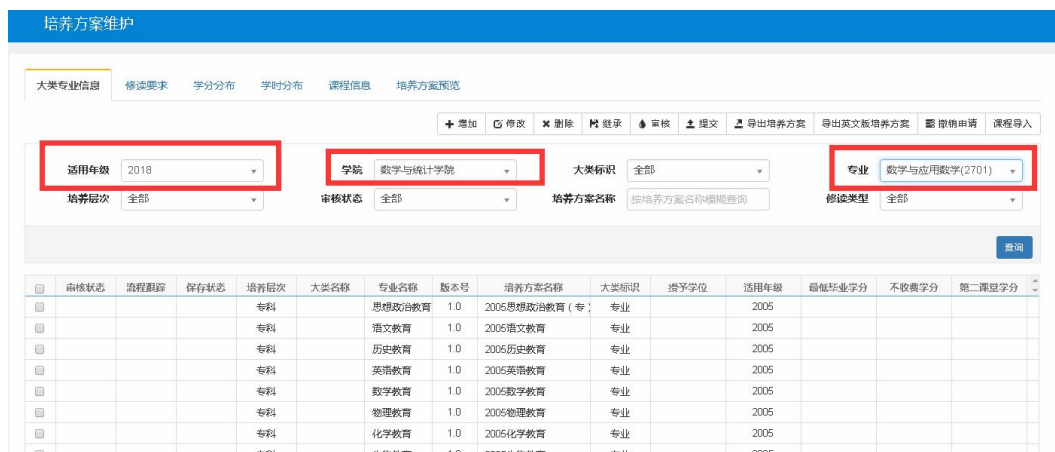 培养方案维护
大类专业信息 修读要求 学分分布 学时分布 课程信息 培养方案预览
增加 修改 删除 继承 审核 提交 导出培养方案 导出英文版培养方案 撤销申请 课程导入
适用年级 2018 学院 数学与统计学院 大类标识 全部 专业 数学与应用数学(2701)
培养层次 全部 审核状态 全部 培养方案名称 按培养方案名称模糊查询 修读类型 全部
查询
审核状态 流程跟踪 保存状态 培养层次 大类名称 专业名称 版本号 培养方案名称 大类标识 授予学位 适用年级 最低毕业学分 不收费学分 第二课堂学分
专科 思想政治教育 1.0 2005思想政治教育(专) 专业 2005
专科 语文教育 1.0 2005语文教育 专业 2005
专科 历史教育 1.0 2005历史教育 专业 2005
专科 英语教育 1.0 2005英语教育 专业 2005
专科 数学教育 1.0 2005数学教育 专业 2005
专科 物理教育 1.0 2005物理教育 专业 2005
专科 化学教育 1.0 2005化学教育 专业 2005